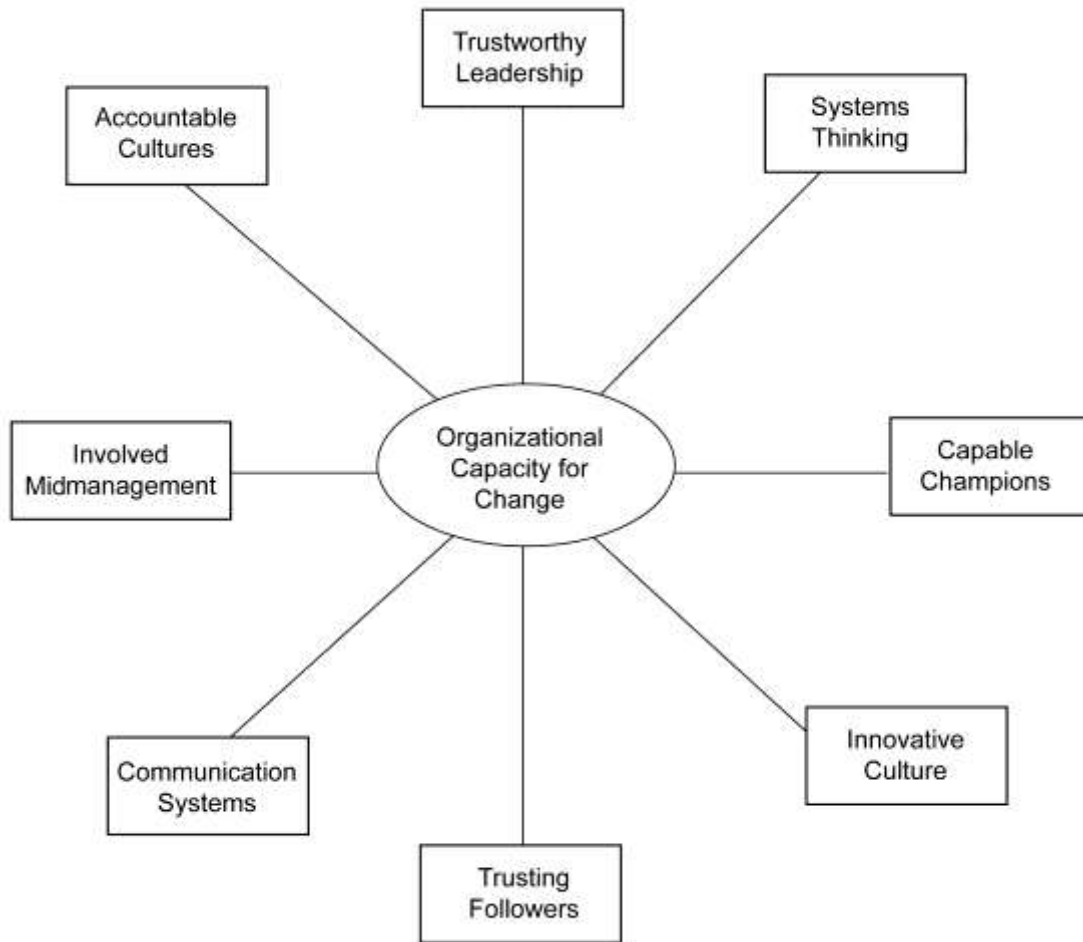 Trustworthy
Leadership
Accountable
Cultures
Systems
Thinking
Involved
Midmanagement
Organizational
Capacity for
Change
Capable
Champions
Communication
Systems
Innovative
Culture
Trusting
Followers